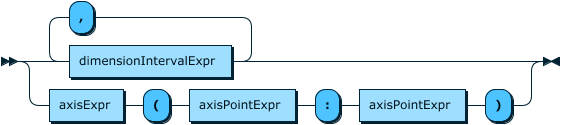 ,
dimensionIntervalExpr
axisExpr ( axisPointExpr : axisPointExpr )